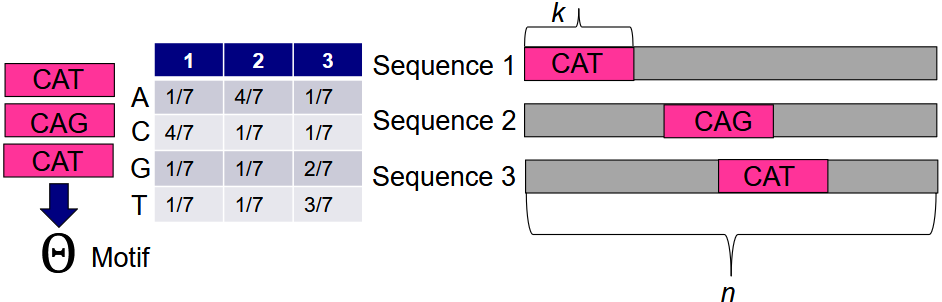 CAT
CAG
CAT
Θ Motif
1 2 3
A 1/7 4/7 1/7
C 4/7 1/7 1/7
G 1/7 1/7 2/7
T 1/7 1/7 3/7
k
Sequence 1 CAT
Sequence 2 CAG
Sequence 3 CAT
n